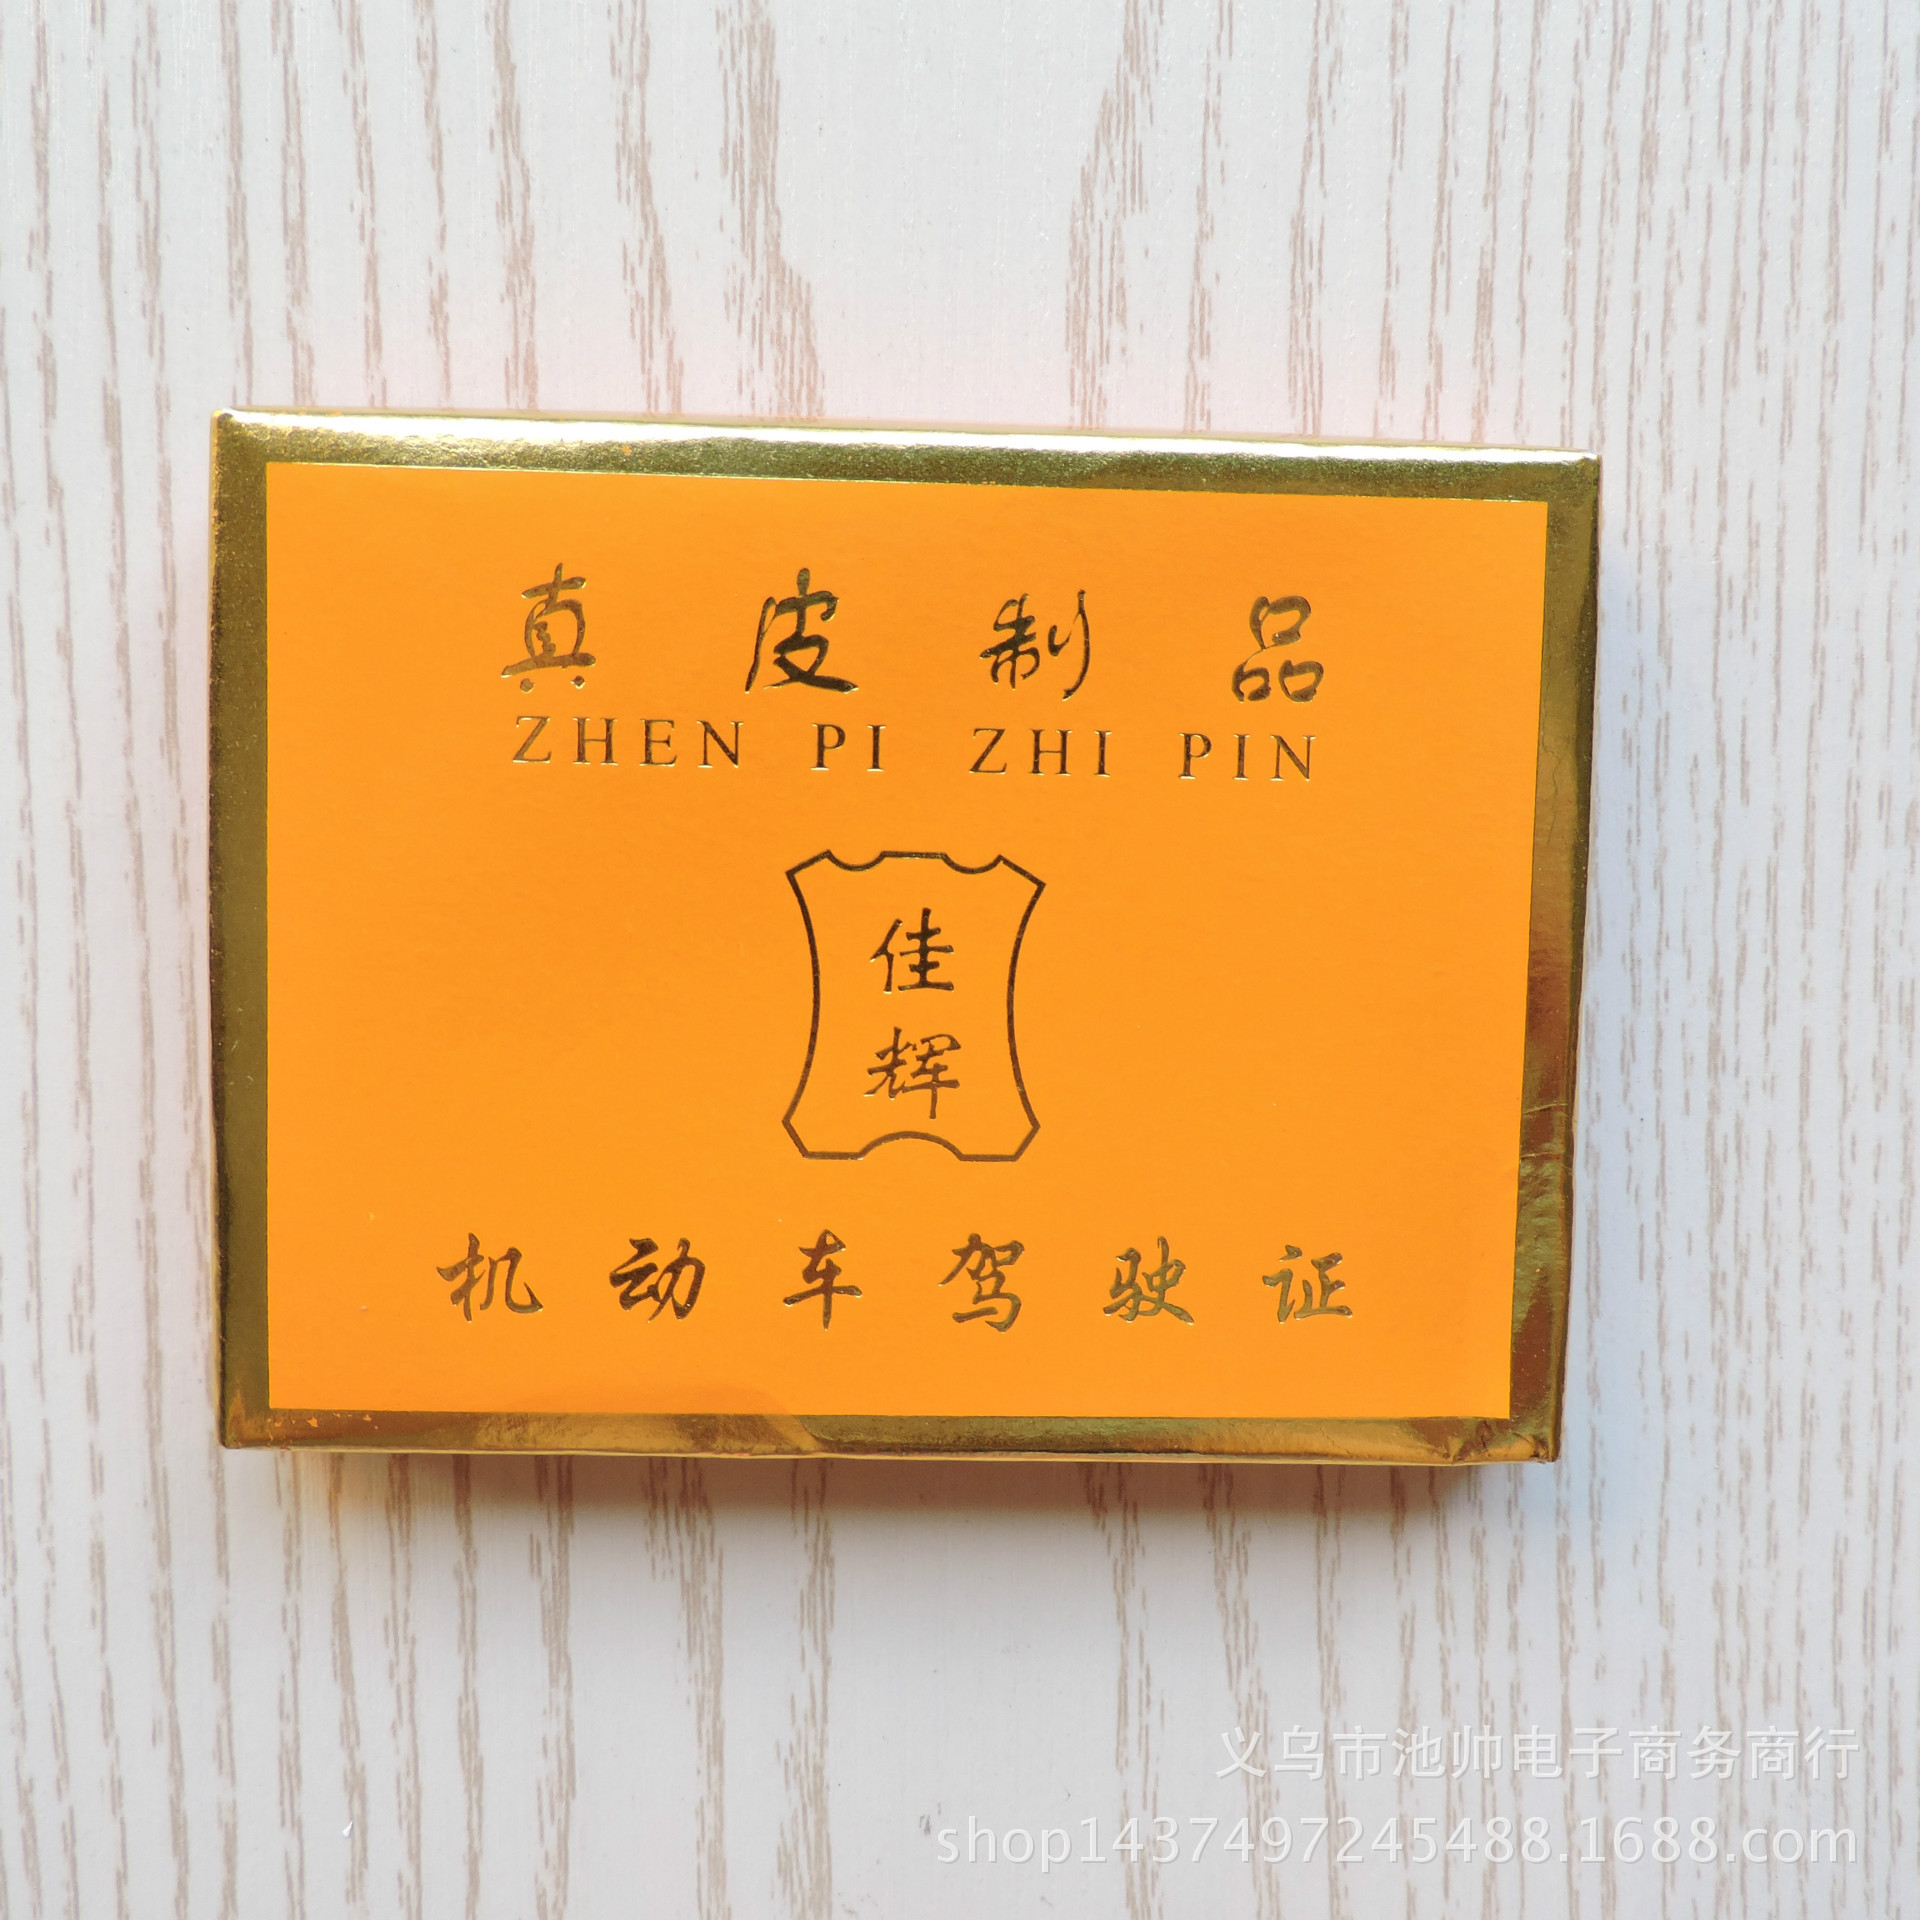 真皮制品
ZHEN PI ZHI PIN
佳
辉
机动车驾驶证
义乌市池帅电子商务商行
shop1437497245488.1688.com